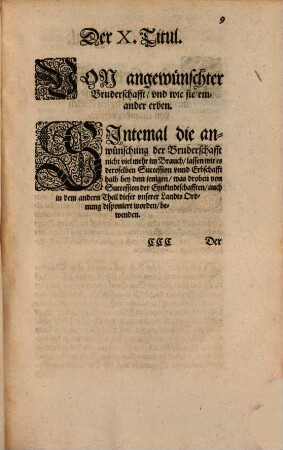 9
Der X. Titul.
VON angewünschter
Bruderschafft / vnd wie sie ein-
ander erben.
SIntemal die an-
wünschung der Bruderschafft
nicht viel mehr im Brauch / lassen wir es
derselben Succession vnnd Erbschafft
halb bey dem jenigen / was droben von
Succession der Eynkindschafften / auch
in dem andern Theil dieser vnserer Landts Ord-
nung disponiert worden / be-
wenden.
CCC Der